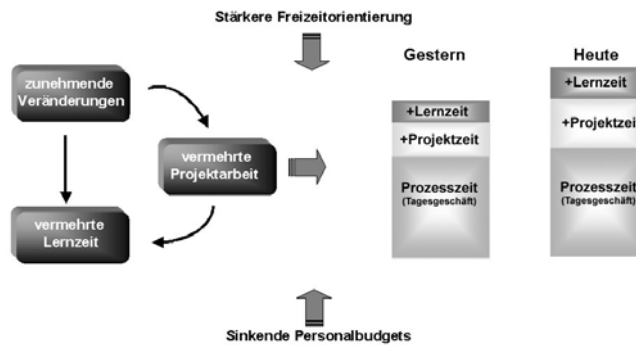 Stärkere Freizeitorientierung
zunehmende
Veränderungen
vermehrte
Projektarbeit
vermehrte
Lernzeit
Gestern
+Lernzeit
+Projektzeit
Prozesszeit
(Tagesgeschäft)
Heute
+Lernzeit
+Projektzeit
Prozesszeit
(Tagesgeschäft)
Sinkende Personalbudgets